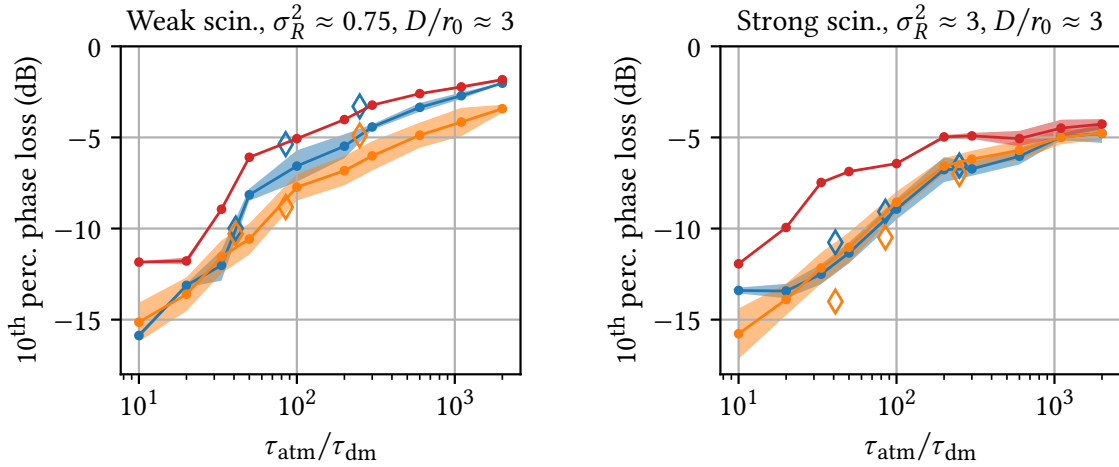 Weak scin., σ_R^2 ≈ 0.75, D/r_0 ≈ 3
10^th perc. phase loss (dB)
0
−5
−10
−15
10^1
10^2
10^3
τ_atm/τ_dm
Strong scin., σ_R^2 ≈ 3, D/r_0 ≈ 3
10^th perc. phase loss (dB)
0
−5
−10
−15
10^1
10^2
10^3
τ_atm/τ_dm